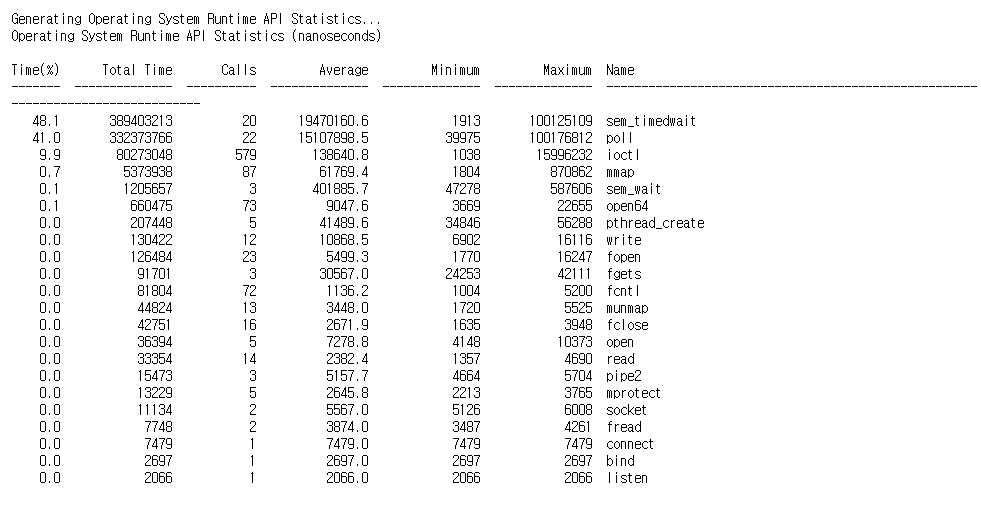 Generating Operating System Runtime API Statistics...
Operating System Runtime API Statistics (nanoseconds)
Time(%) Total Time Calls Average Minimum Maximum Name
------- -------------- ---------- -------------- -------------- -------------- -----------------------------------------------------
---------------------------
48.1 389403213 20 19470160.6 1913 100125109 sem_timedwait
41.0 332373766 22 15107898.5 39975 100176812 poll
9.9 80273048 579 138640.8 1038 15996232 ioctl
0.7 5373938 87 61769.4 1804 870862 mmap
0.1 1205657 3 401885.7 47278 587606 sem_wait
0.1 660475 73 9047.6 3669 22655 open64
0.0 207448 5 41489.6 34846 56288 pthread_create
0.0 130422 12 10868.5 6902 16116 write
0.0 126484 23 5499.3 1770 16247 fopen
0.0 91701 3 30567.0 24253 42111 fgets
0.0 81804 72 1136.2 1004 5200 fcntl
0.0 44824 13 3448.0 1720 5525 munmap
0.0 42751 16 2671.9 1635 3948 fclose
0.0 36394 5 7278.8 4148 10373 open
0.0 33354 14 2382.4 1357 4690 read
0.0 15473 3 5157.7 4664 5704 pipe2
0.0 13229 5 2645.8 2213 3765 mprotect
0.0 11134 2 5567.0 5126 6008 socket
0.0 7748 2 3874.0 3487 4261 fread
0.0 7479 1 7479.0 7479 7479 connect
0.0 2697 1 2697.0 2697 2697 bind
0.0 2066 1 2066.0 2066 2066 listen